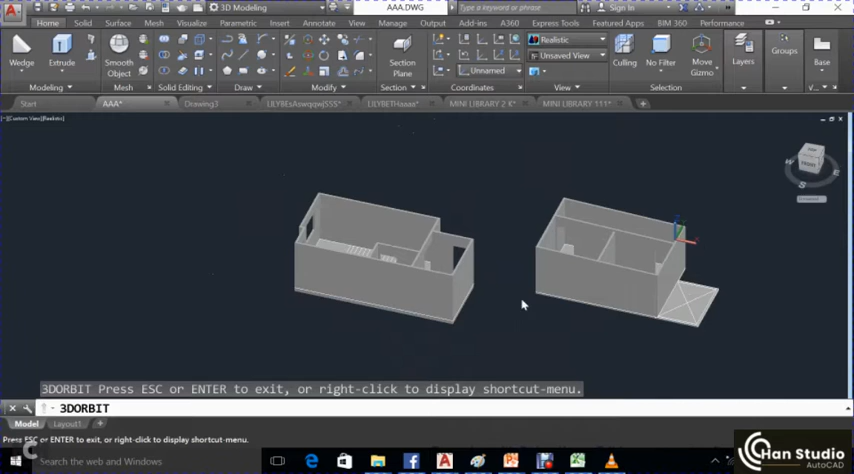 3D Modeling
AAA.DWG
Type a keyword or phrase
Sign In
Home Solid Surface Mesh Visualize Parametric Insert Annotate View Manage Output Add-ins A360 Express Tools Featured Apps BIM 360 Performance
Wedge Extrude Smooth Object Section Plane Realistic Unsaved View Unnamed Culling No Filter Move Gizmo Layers Groups Base
Modeling Mesh Solid Editing Draw Modify Section Coordinates View Selection
Start AAA* Drawing3 MINI LIBRARY 2 K* MINI LIBRARY 111*
[-][Custom View][Realistic]
TOP
FRONT
W S E
3DORBIT Press ESC or ENTER to exit, or right-click to display shortcut-menu.
3DORBIT
Model Layout1
Press ESC or ENTER to exit, or right-click to display shortcut-menu.
Search the web and Windows
Han Studio
AutoCAD